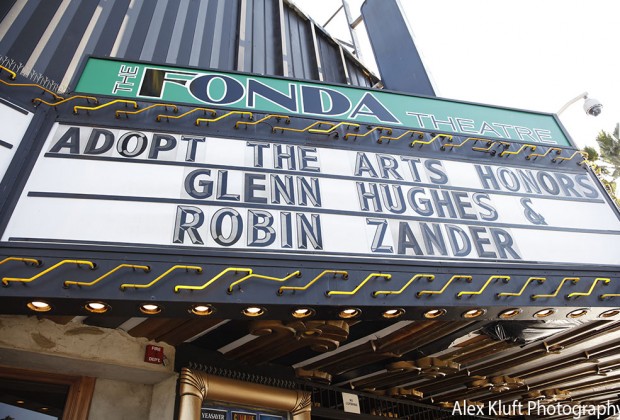 THE FONDA THEATRE
ADOPT THE ARTS HONORS
GLENN HUGHES &
ROBIN ZANDER
Alex Kluft Photography